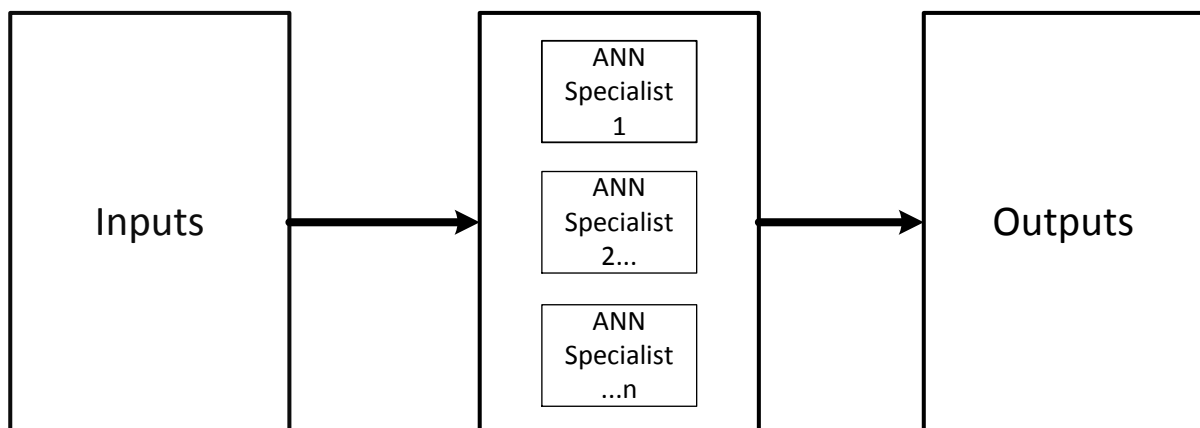 Inputs
ANN
Specialist
1
ANN
Specialist
2...
ANN
Specialist
...n
Outputs